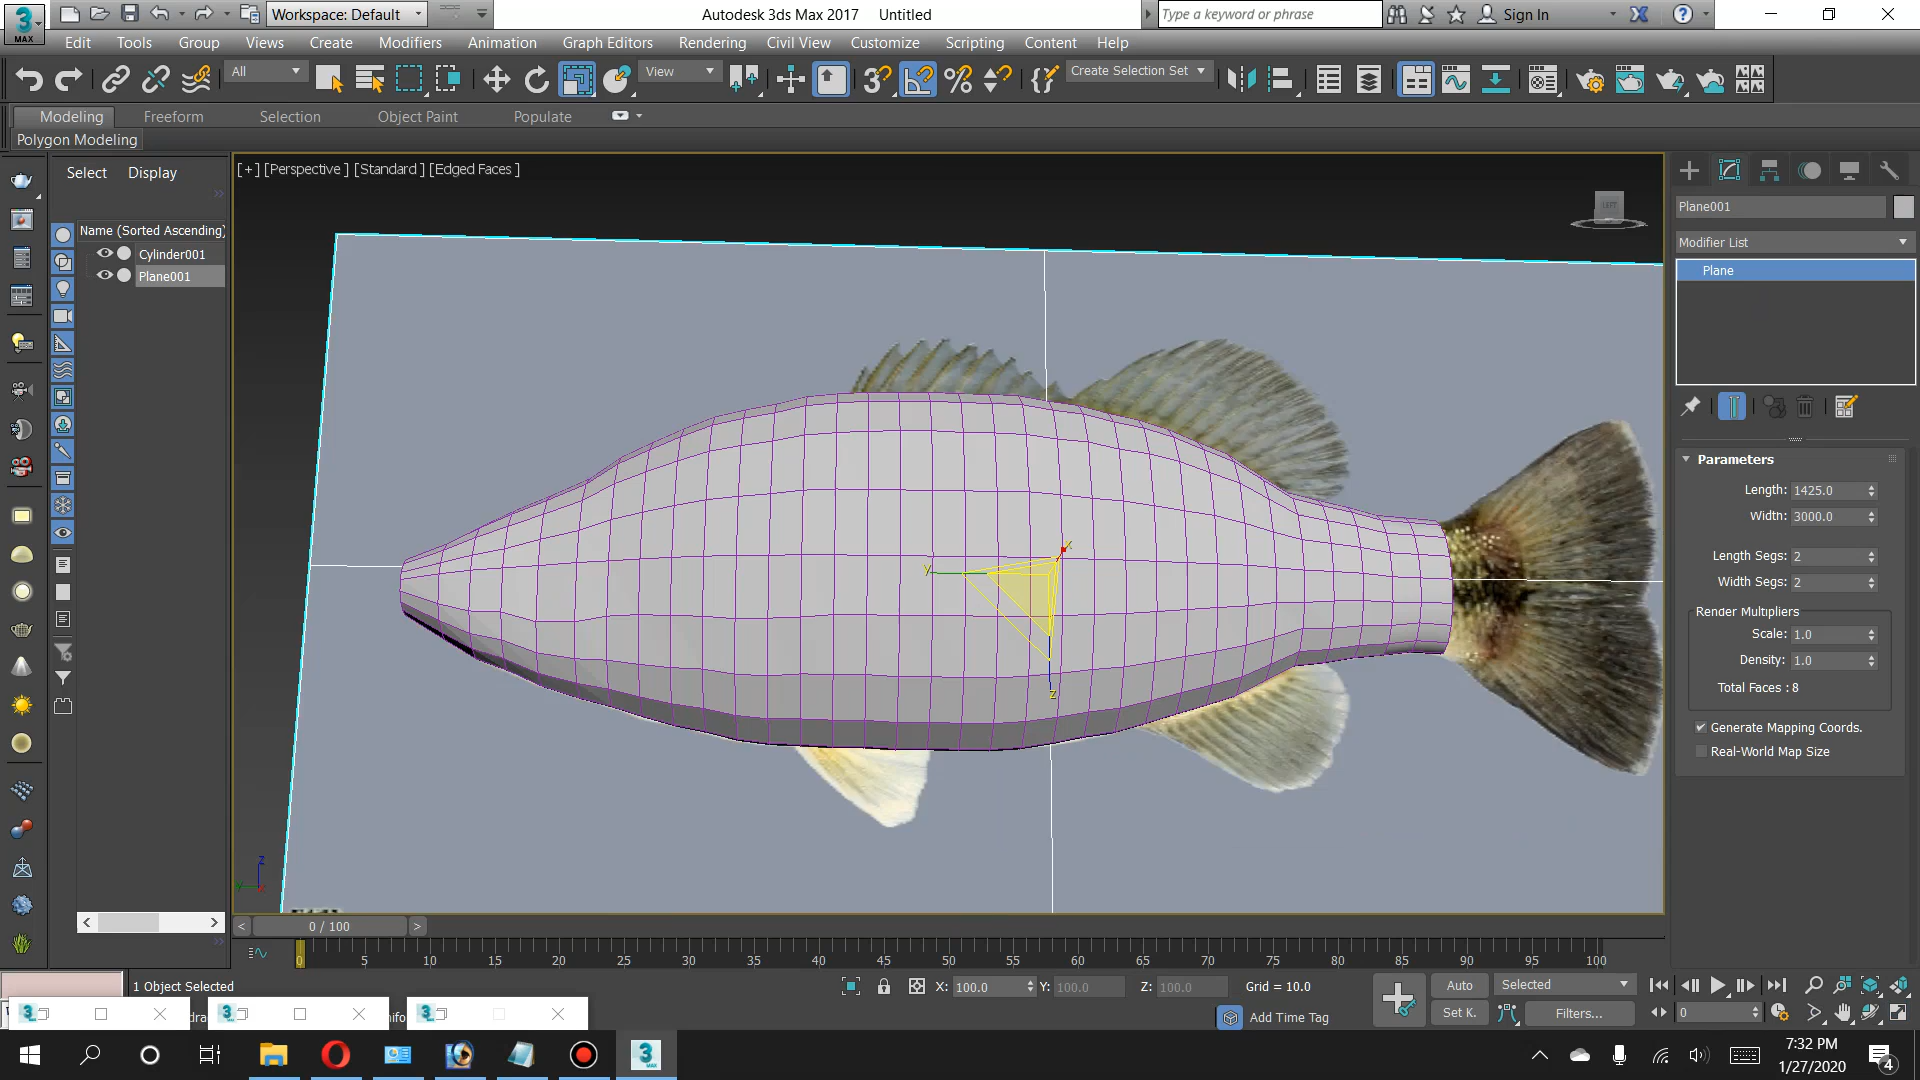 3
MAX
Workspace: Default
Autodesk 3ds Max 2017 Untitled
Type a keyword or phrase
Sign In
Edit Tools Group Views Create Modifiers Animation Graph Editors Rendering Civil View Customize Scripting Content Help
All
View
Create Selection Set
Modeling Freeform Selection Object Paint Populate
Polygon Modeling
Select Display
Name (Sorted Ascending)
Cylinder001
Plane001
[+] [Perspective] [Standard] [Edged Faces]
LEFT
x
y
z
z
Plane001
Modifier List
Plane
Parameters
Length: 1425.0
Width: 3000.0
Length Segs: 2
Width Segs: 2
Render Multipliers
Scale: 1.0
Density: 1.0
Total Faces : 8
Generate Mapping Coords.
Real-World Map Size
< 0 / 100 >
0 5 10 15 20 25 30 35 40 45 50 55 60 65 70 75 80 85 90 95 100
1 Object Selected
X: 100.0 Y: 100.0 Z: 100.0 Grid = 10.0
Auto Selected
Add Time Tag
Set K. Filters...
0
7:32 PM
1/27/2020
4